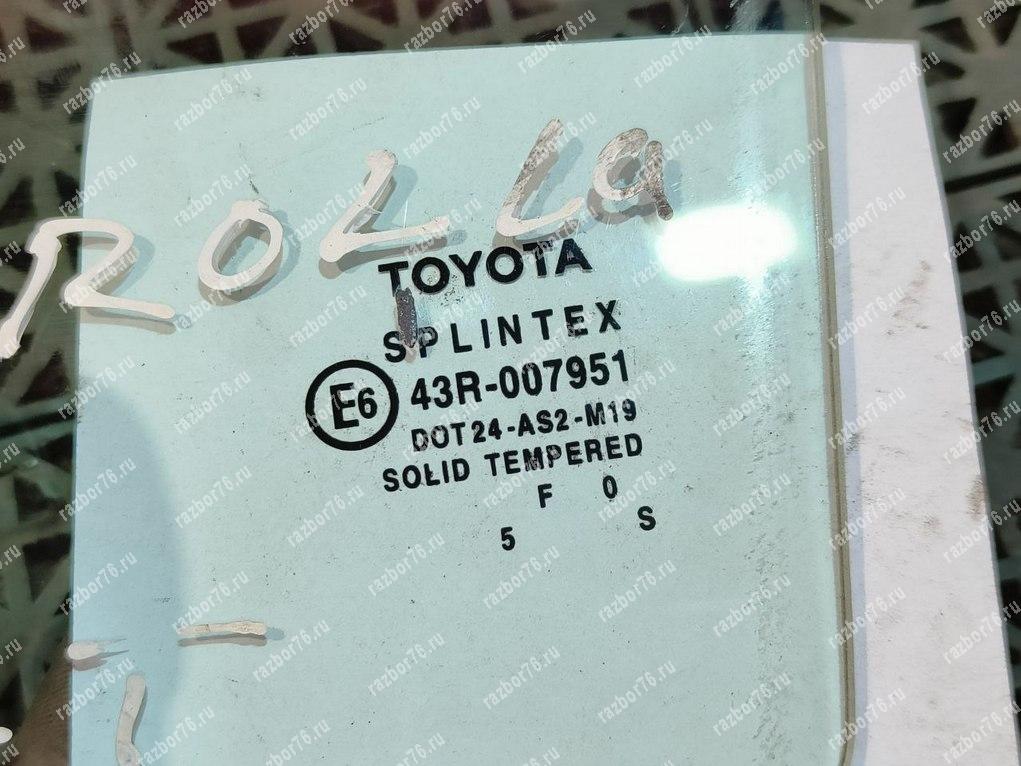 ROLLa
TOYOTA
SPLINTEX
E6 43R-007951
DOT24-AS2-M19
SOLID TEMPERED
F 0
5 S
razbor76.ru